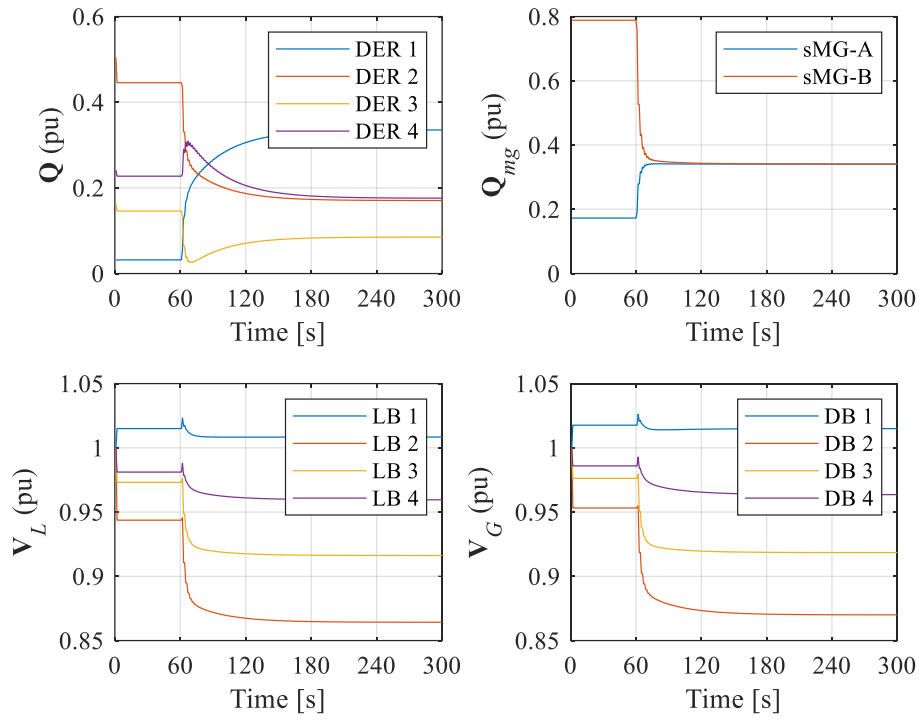 0.6
0.4
0.2
0
Q (pu)
DER 1
DER 2
DER 3
DER 4
0 60 120 180 240 300
Time [s]
0.8
0.6
0.4
0.2
0
Qmg (pu)
sMG-A
sMG-B
0 60 120 180 240 300
Time [s]
1.05
1
0.95
0.9
0.85
VL (pu)
LB 1
LB 2
LB 3
LB 4
0 60 120 180 240 300
Time [s]
1.05
1
0.95
0.9
0.85
VG (pu)
DB 1
DB 2
DB 3
DB 4
0 60 120 180 240 300
Time [s]